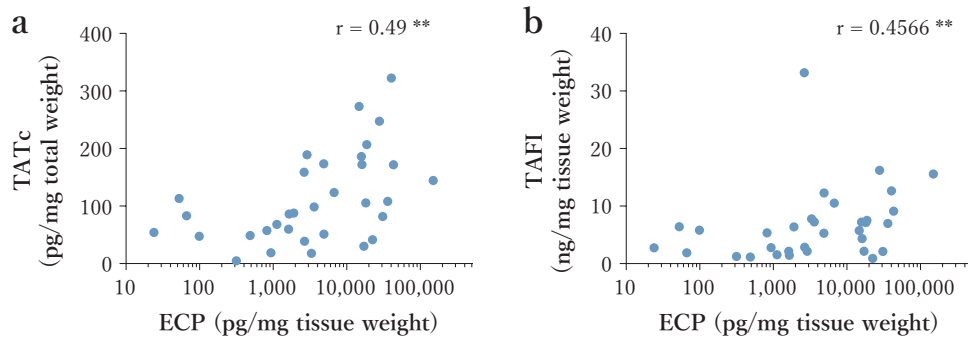 a
r = 0.49 **
TATc
(pg/mg total weight)
400
300
200
100
0
10 100 1,000 10,000 100,000
ECP (pg/mg tissue weight)
b
r = 0.4566 **
TAFI
(ng/mg tissue weight)
40
30
20
10
0
10 100 1,000 10,000 100,000
ECP (pg/mg tissue weight)